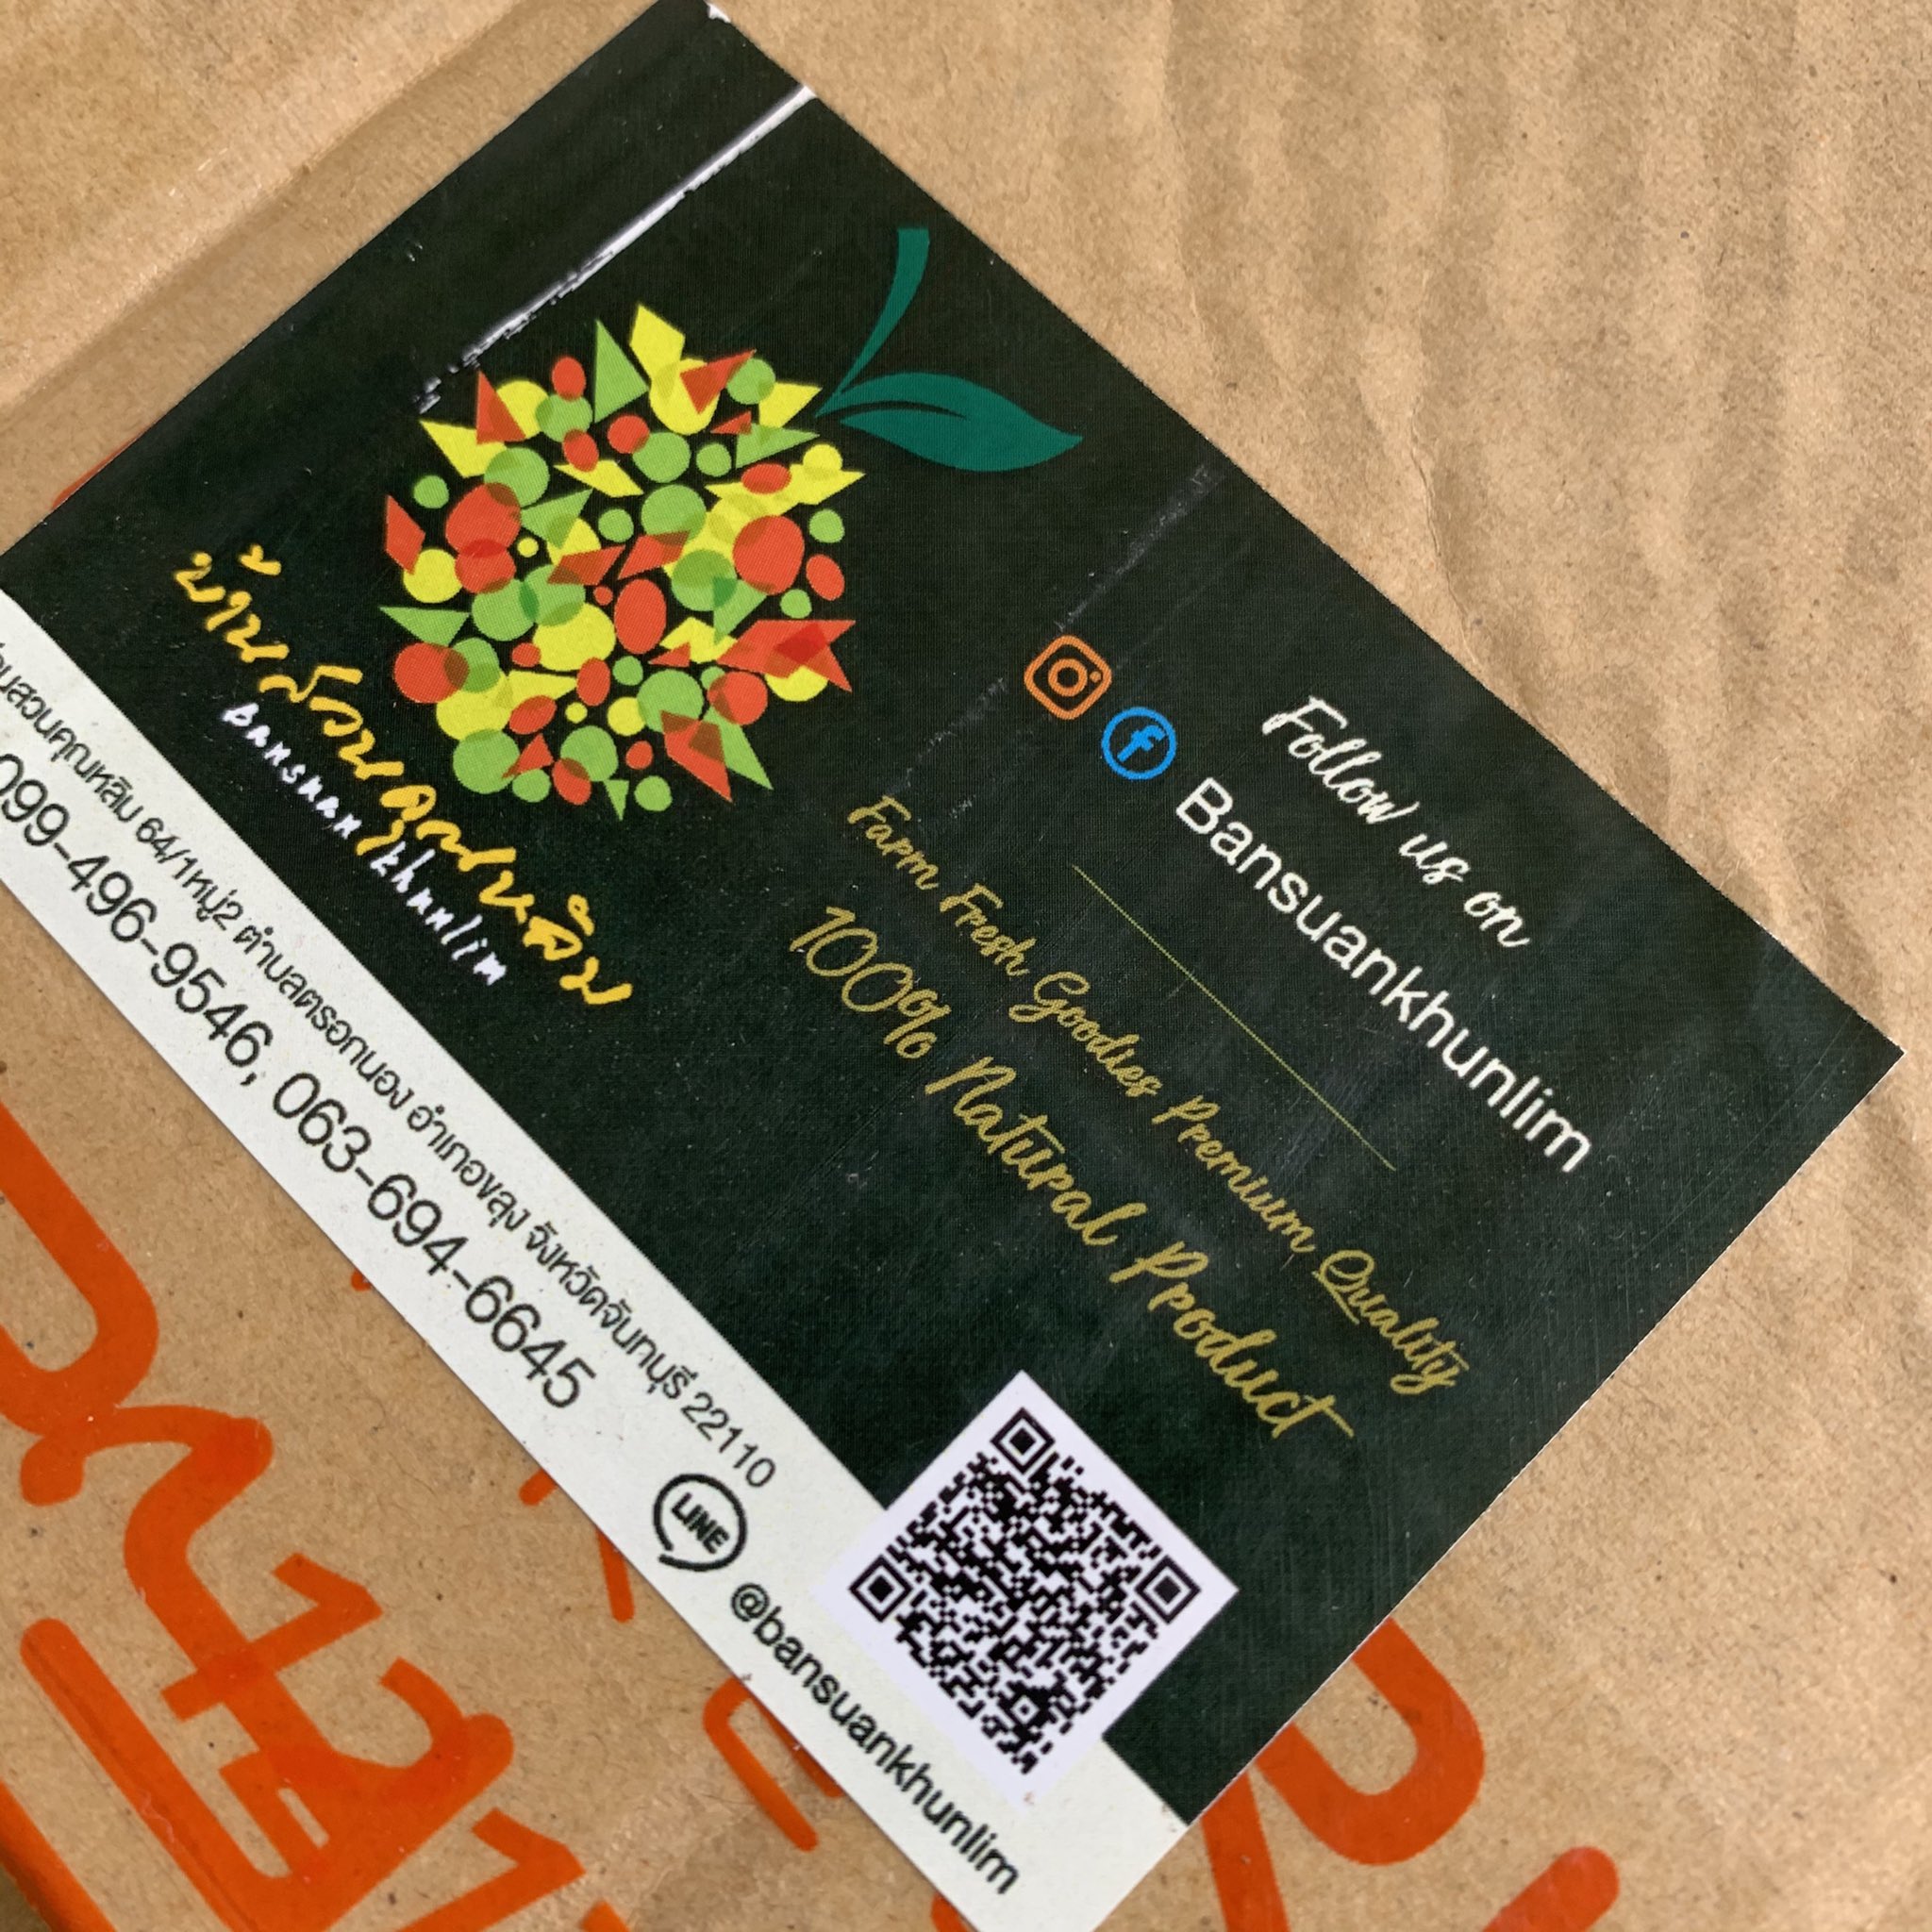 บ้านสวนคุณหลิม
BANSUAN khunlim
Follow us on
Bansuankhunlim
Farm Fresh Goodies Premium Quality
100% Natural Product
สวนคุณหลิม 64/1หมู่2 ตำบลตรอกนอง อำเภอขลุง จังหวัดจันทบุรี 22110
099-496-9546, 063-694-6645
LINE @bansuankhunlim